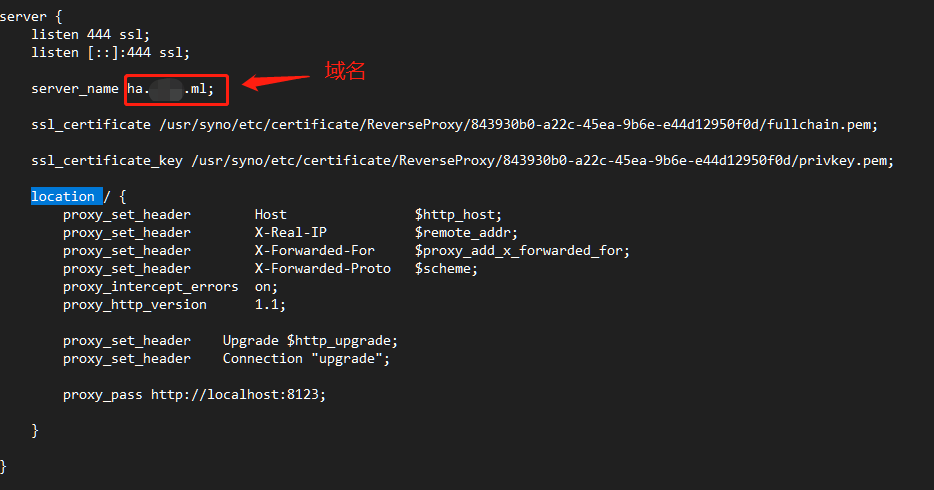 server {
listen 444 ssl;
listen [::]:444 ssl;
server_name ha. .ml;
域名
ssl_certificate /usr/syno/etc/certificate/ReverseProxy/843930b0-a22c-45ea-9b6e-e44d12950f0d/fullchain.pem;
ssl_certificate_key /usr/syno/etc/certificate/ReverseProxy/843930b0-a22c-45ea-9b6e-e44d12950f0d/privkey.pem;
location / {
proxy_set_header Host $http_host;
proxy_set_header X-Real-IP $remote_addr;
proxy_set_header X-Forwarded-For $proxy_add_x_forwarded_for;
proxy_set_header X-Forwarded-Proto $scheme;
proxy_intercept_errors on;
proxy_http_version 1.1;
proxy_set_header Upgrade $http_upgrade;
proxy_set_header Connection "upgrade";
proxy_pass http://localhost:8123;
}
}